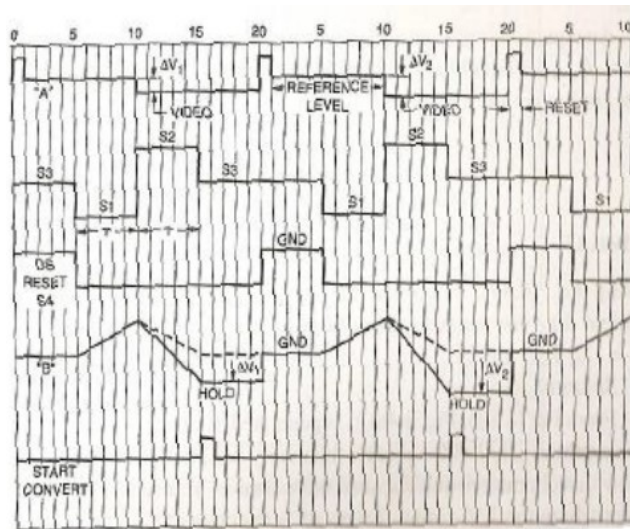 0 5 10 15 20 5 10 15 20 5 10
ΔV1
ΔV2
"A"
REFERENCE
LEVEL
VIDEO
VIDEO
RESET
S2
S2
S3
S3
S3
S1
S1
S1
T T
GND
DS
RESET
S4
GND
GND
"B"
ΔV1
ΔV2
HOLD
HOLD
START
CONVERT